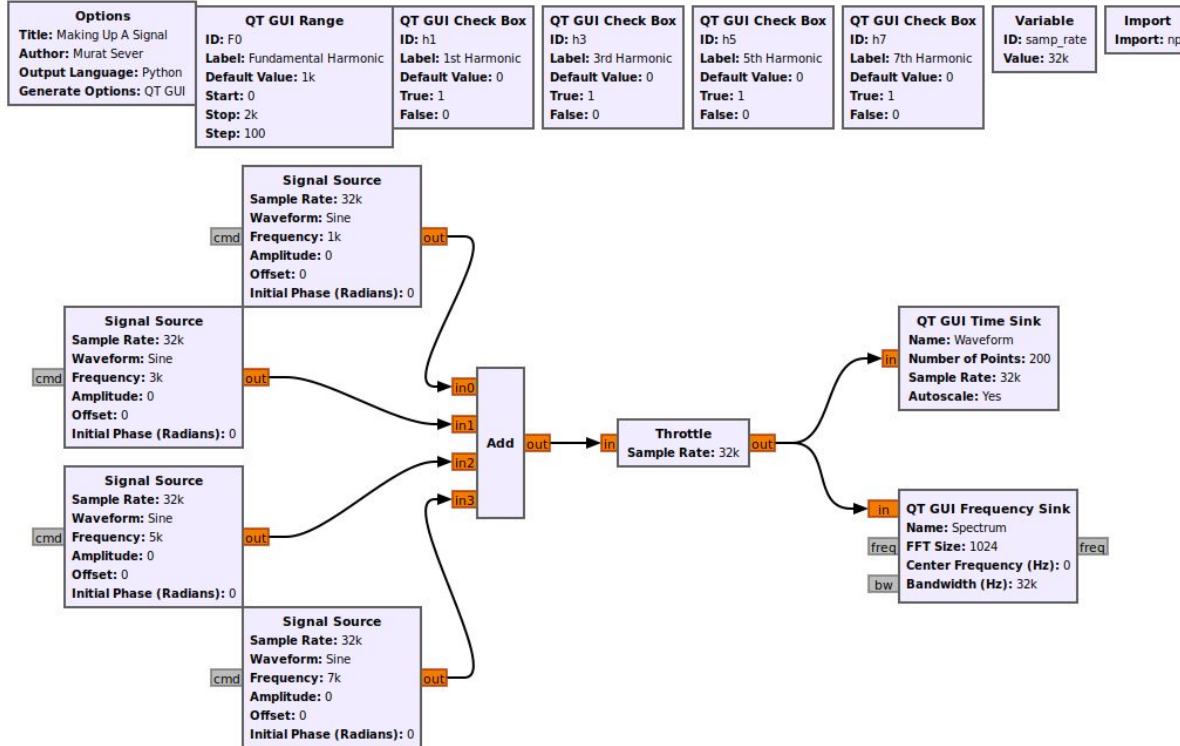 Options
Title: Making Up A Signal
Author: Murat Sever
Output Language: Python
Generate Options: QT GUI
QT GUI Range
ID: F0
Label: Fundamental Harmonic
Default Value: 1k
Start: 0
Stop: 2k
Step: 100
QT GUI Check Box
ID: h1
Label: 1st Harmonic
Default Value: 0
True: 1
False: 0
QT GUI Check Box
ID: h3
Label: 3rd Harmonic
Default Value: 0
True: 1
False: 0
QT GUI Check Box
ID: h5
Label: 5th Harmonic
Default Value: 0
True: 1
False: 0
QT GUI Check Box
ID: h7
Label: 7th Harmonic
Default Value: 0
True: 1
False: 0
Variable
ID: samp_rate
Value: 32k
Import
Import: np
Signal Source
Sample Rate: 32k
Waveform: Sine
cmd
Frequency: 1k
out
Amplitude: 0
Offset: 0
Initial Phase (Radians): 0
Signal Source
Sample Rate: 32k
Waveform: Sine
cmd
Frequency: 3k
out
Amplitude: 0
Offset: 0
Initial Phase (Radians): 0
Signal Source
Sample Rate: 32k
Waveform: Sine
cmd
Frequency: 5k
out
Amplitude: 0
Offset: 0
Initial Phase (Radians): 0
Signal Source
Sample Rate: 32k
Waveform: Sine
cmd
Frequency: 7k
out
Amplitude: 0
Offset: 0
Initial Phase (Radians): 0
in0
in1
in2
in3
Add
out
in
Throttle
Sample Rate: 32k
out
QT GUI Time Sink
Name: Waveform
in
Number of Points: 200
Sample Rate: 32k
Autoscale: Yes
in
QT GUI Frequency Sink
Name: Spectrum
freq
FFT Size: 1024
freq
Center Frequency (Hz): 0
bw
Bandwidth (Hz): 32k